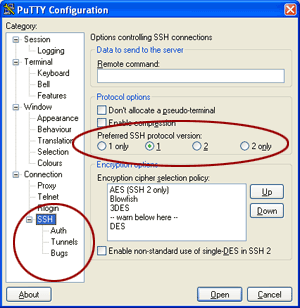 PuTTY Configuration
Category:
Session
Logging
Terminal
Keyboard
Bell
Features
Window
Appearance
Behaviour
Translation
Selection
Colours
Connection
Proxy
Telnet
Rlogin
SSH
Auth
Tunnels
Bugs
Options controlling SSH connections
Data to send to the server
Remote command:
Protocol options
Don't allocate a pseudo-terminal
Enable compression
Preferred SSH protocol version:
1 only 1 2 2 only
Encryption options
Encryption cipher selection policy:
AES (SSH 2 only)
Blowfish
3DES
-- warn below here --
DES
Up
Down
Enable non-standard use of single-DES in SSH 2
About
Open
Cancel